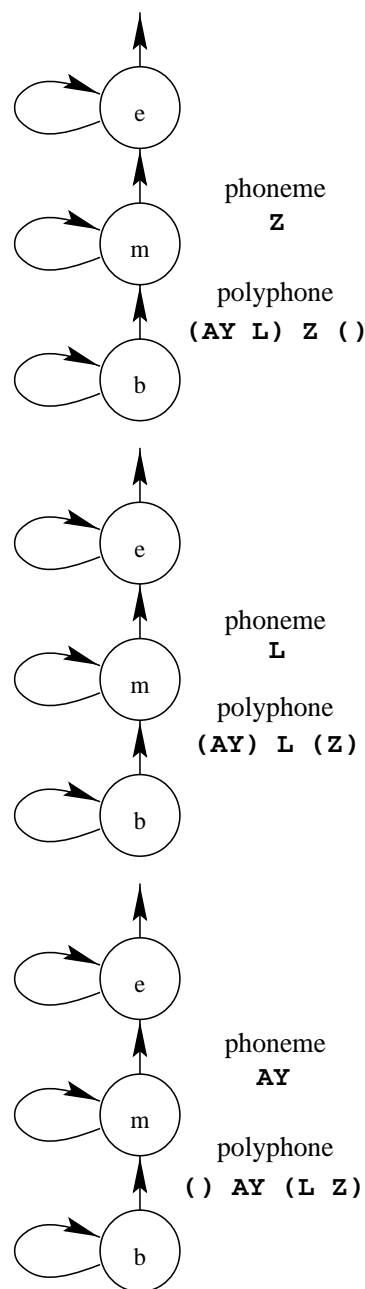 e
phoneme
Z
m
polyphone
(AY L) Z ()
b
e
phoneme
L
m
polyphone
(AY) L (Z)
b
e
phoneme
AY
m
polyphone
() AY (L Z)
b